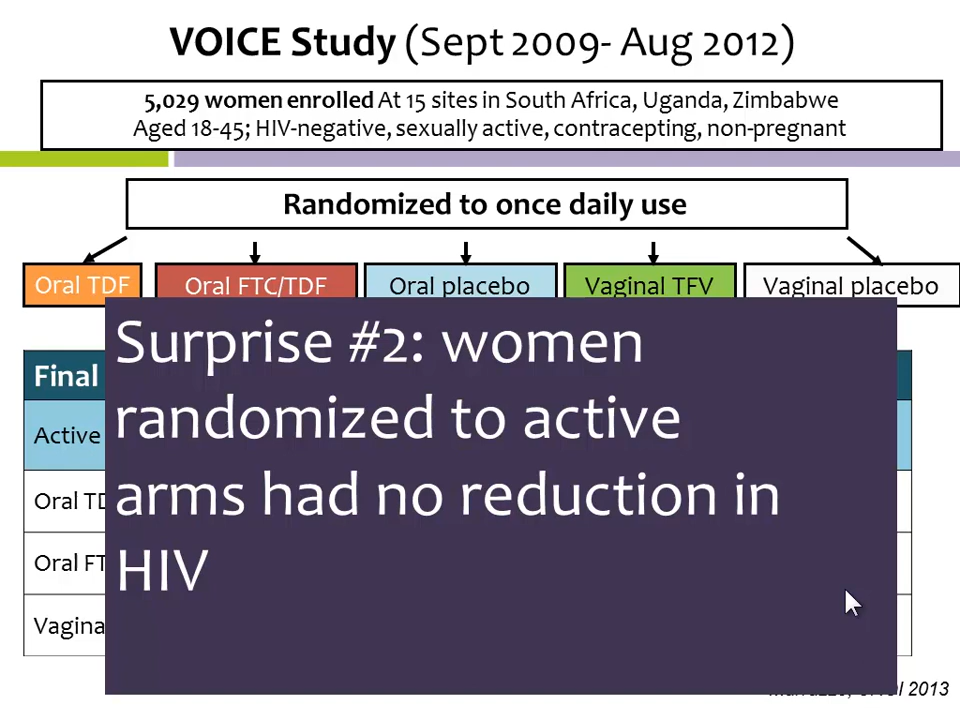 VOICE Study (Sept 2009- Aug 2012)
5,029 women enrolled At 15 sites in South Africa, Uganda, Zimbabwe
Aged 18-45; HIV-negative, sexually active, contracepting, non-pregnant
Randomized to once daily use
Oral TDF Oral FTC/TDF Oral placebo Vaginal TFV Vaginal placebo
Surprise #2: women
randomized to active
arms had no reduction in
HIV
Final
Active
Oral TD
Oral FT
Vagina
2013